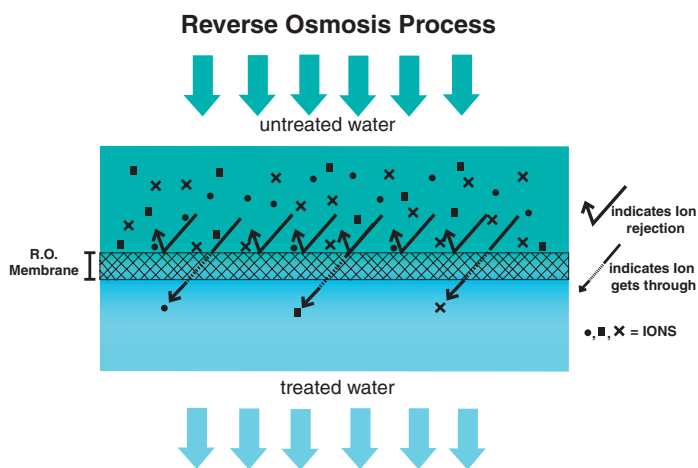 Reverse Osmosis Process
untreated water
indicates Ion
rejection
R.O.
Membrane
indicates Ion
gets through
●,■,✕ = IONS
treated water